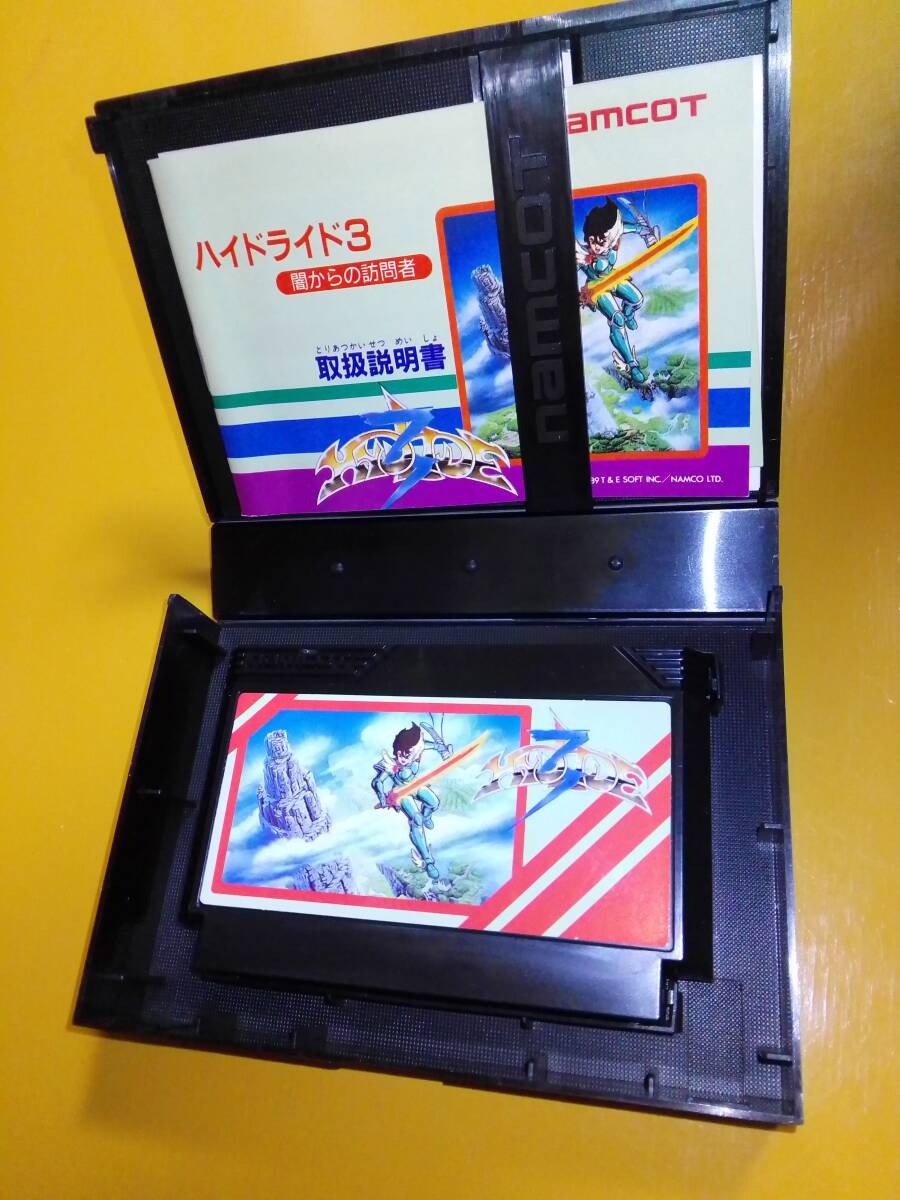 namcoT
ハイドライド3
闇からの訪問者
とりあつかいせつ めい しょ
取扱説明書
HYDLIDE 3
namcoT
89 T & E SOFT INC./NAMCO LTD.
HYDLIDE 3